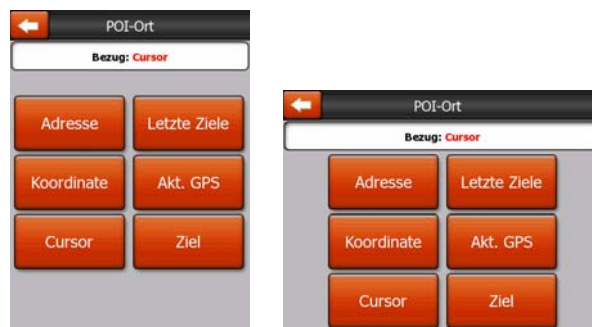 POI-Ort
Bezug: Cursor
Adresse Letzte Ziele
Koordinate Akt. GPS
Cursor Ziel
POI-Ort
Bezug: Cursor
Adresse Letzte Ziele
Koordinate Akt. GPS
Cursor Ziel